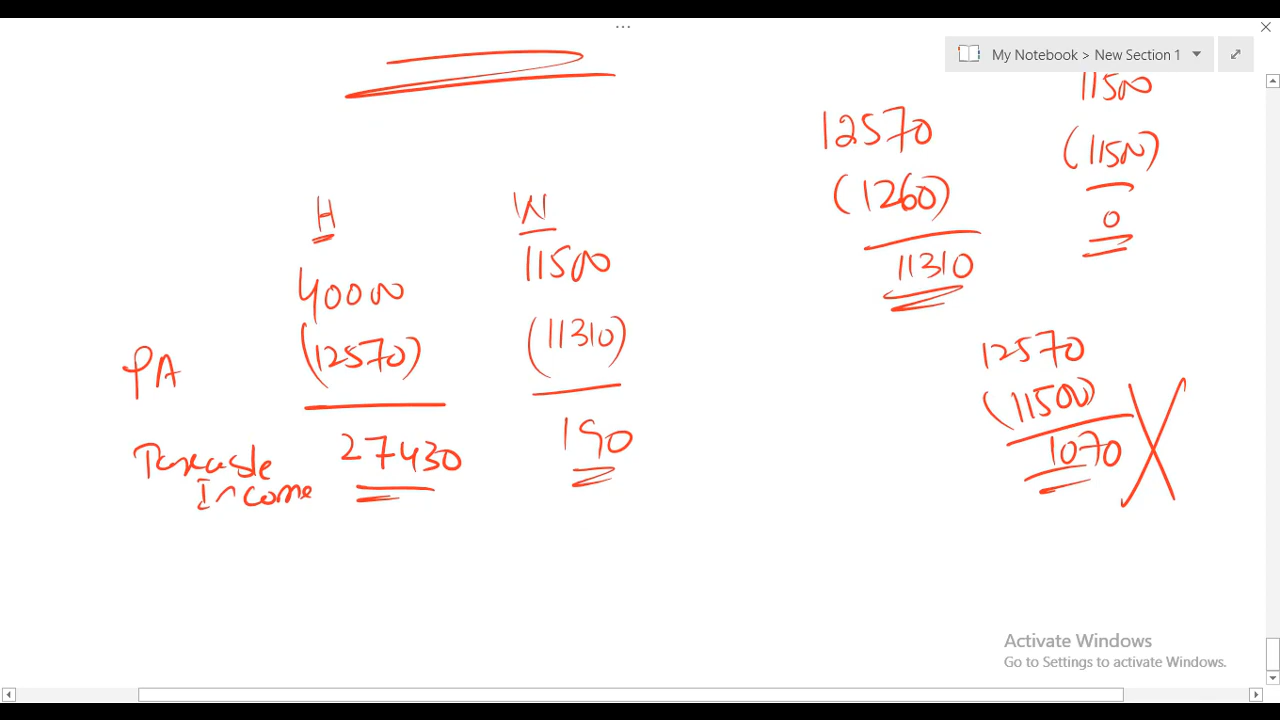 My Notebook > New Section 1
11500
12570
(11500)
(1260)
0
11310
H W
40000 11500
PA (12570) (11310)
Taxable Income 27430 190
12570
(11500)
1070
Activate Windows
Go to Settings to activate Windows.